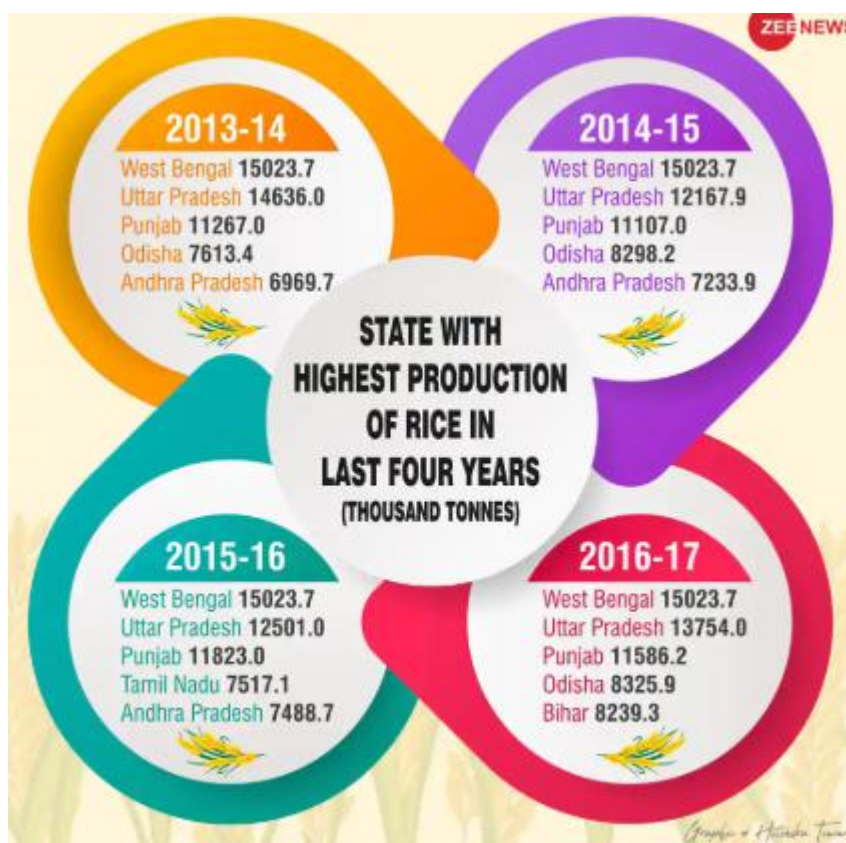 ZEE NEWS
2013-14
West Bengal 15023.7
Uttar Pradesh 14636.0
Punjab 11267.0
Odisha 7613.4
Andhra Pradesh 6969.7
2014-15
West Bengal 15023.7
Uttar Pradesh 12167.9
Punjab 11107.0
Odisha 8298.2
Andhra Pradesh 7233.9
STATE WITH
HIGHEST PRODUCTION
OF RICE IN
LAST FOUR YEARS
(THOUSAND TONNES)
2015-16
West Bengal 15023.7
Uttar Pradesh 12501.0
Punjab 11823.0
Tamil Nadu 7517.1
Andhra Pradesh 7488.7
2016-17
West Bengal 15023.7
Uttar Pradesh 13754.0
Punjab 11586.2
Odisha 8325.9
Bihar 8239.3